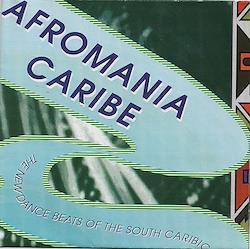 AFROMANIA
CARIBE
THE NEW DANCE BEATS OF THE SOUTH CARIBIC